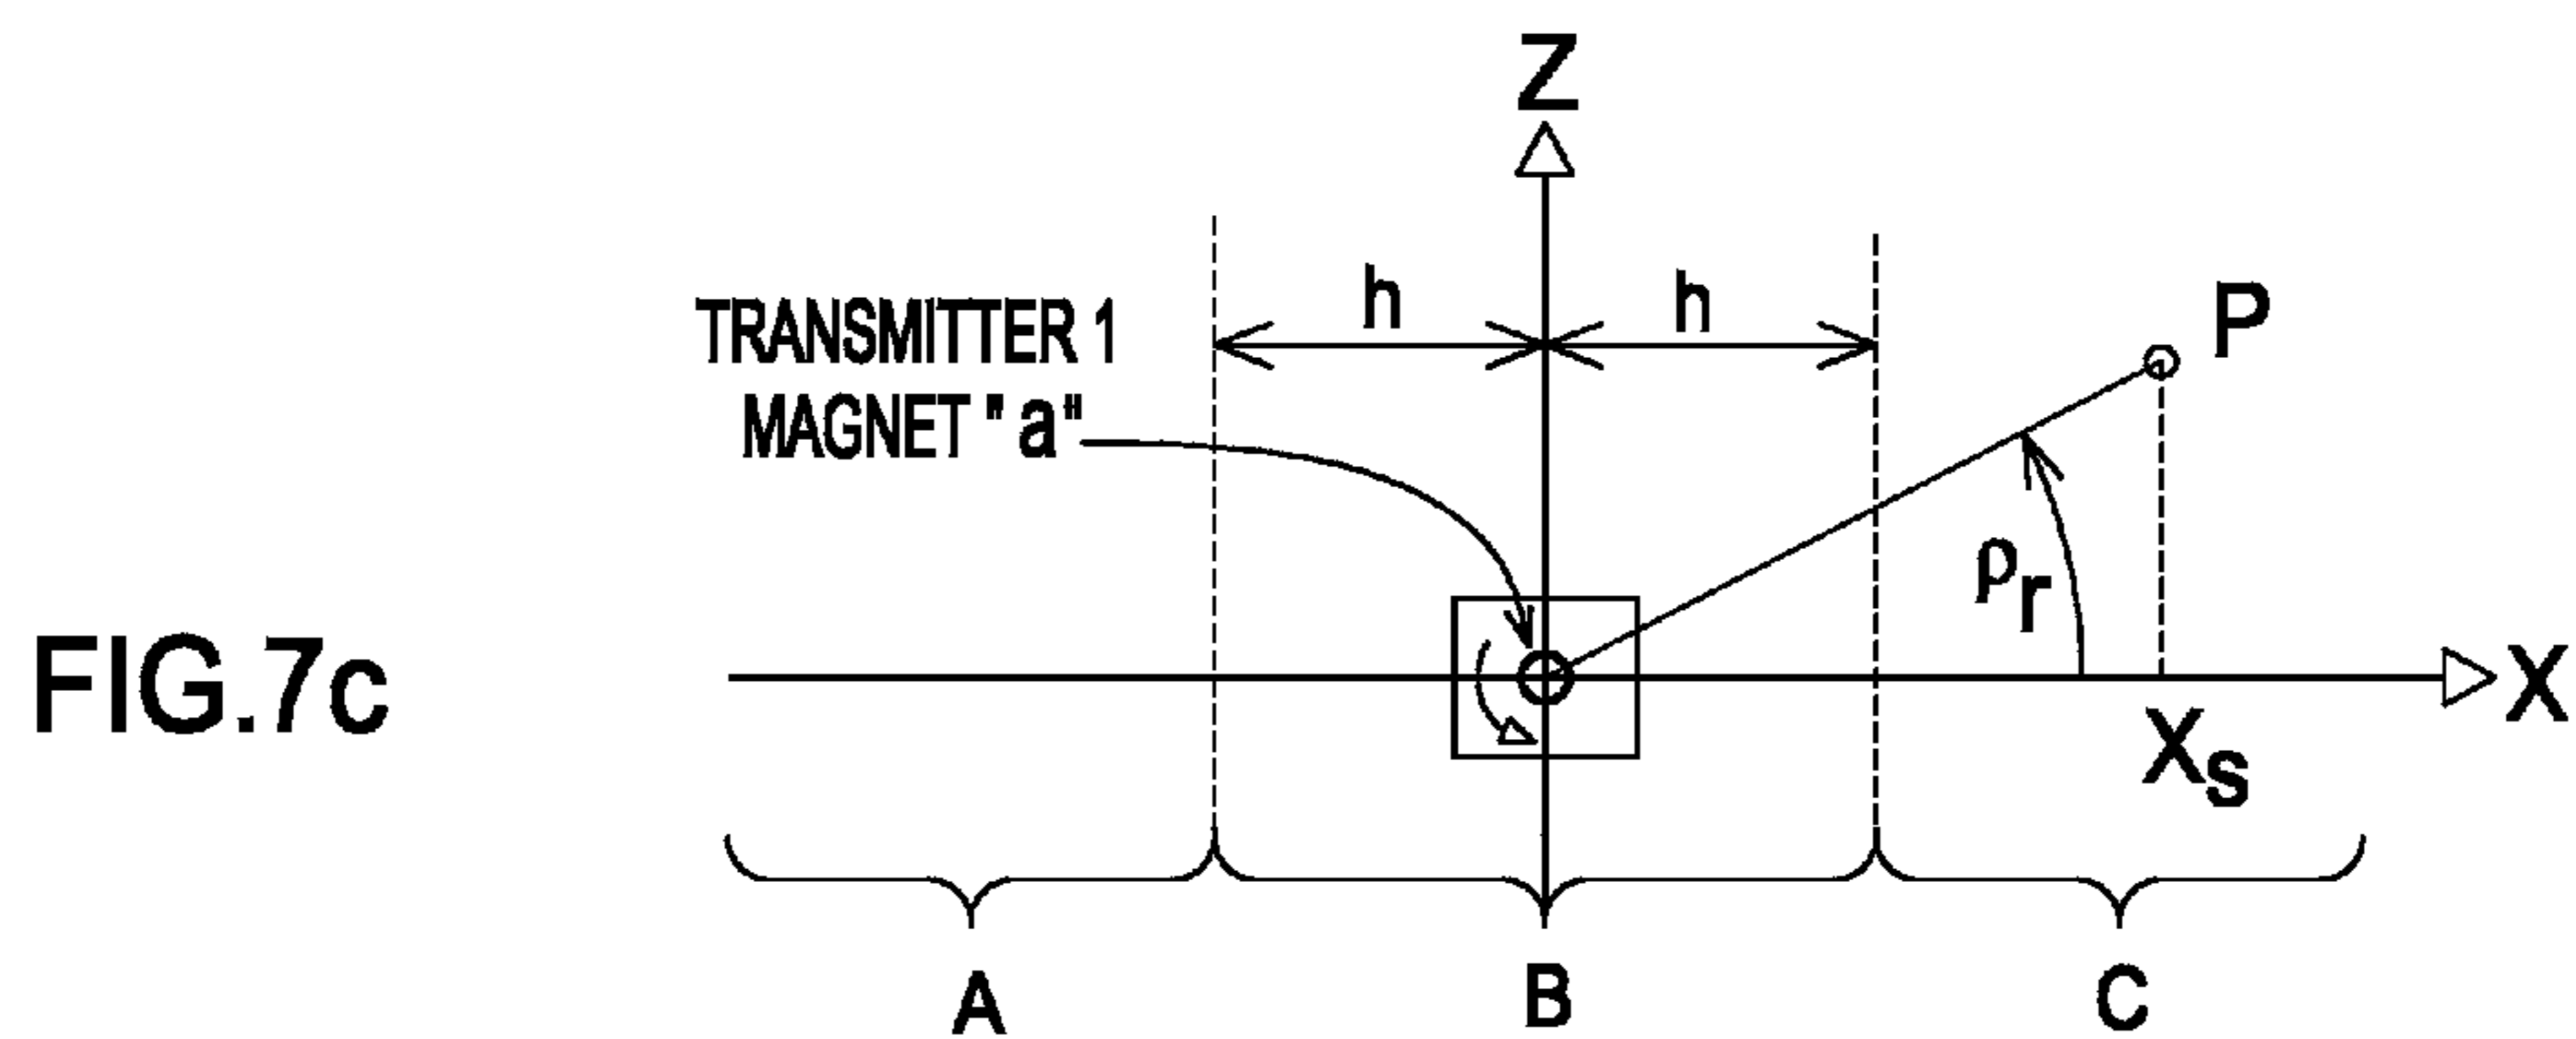 Z
h h
TRANSMITTER 1
MAGNET "a"
P
ρr
X
Xs
FIG.7c
A B C